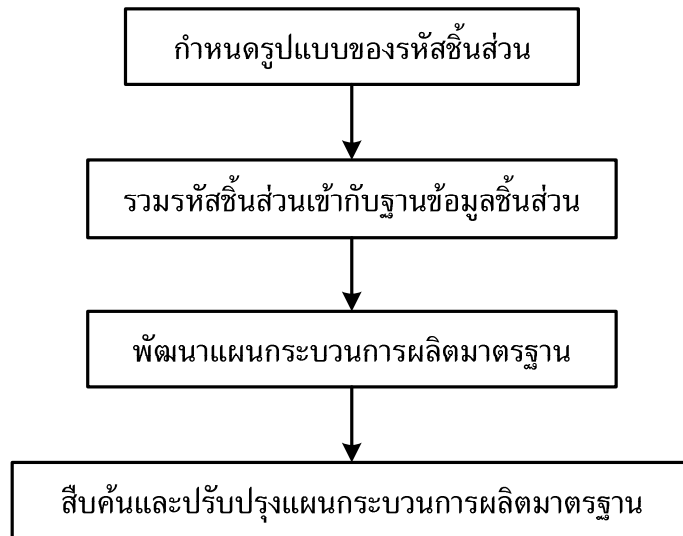 กำหนดรูปแบบของรหัสชิ้นส่วน
รวมรหัสชิ้นส่วนเข้ากับฐานข้อมูลชิ้นส่วน
พัฒนาแผนกระบวนการผลิตมาตรฐาน
สืบค้นและปรับปรุงแผนกระบวนการผลิตมาตรฐาน